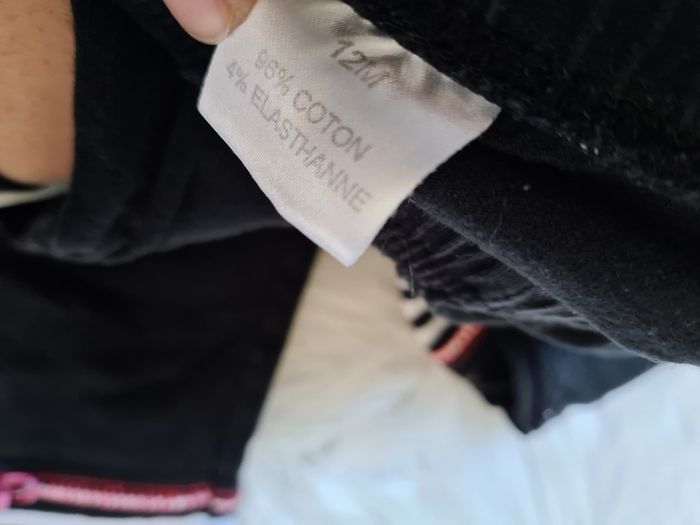 12M
96% COTON
4% ELASTHANNE